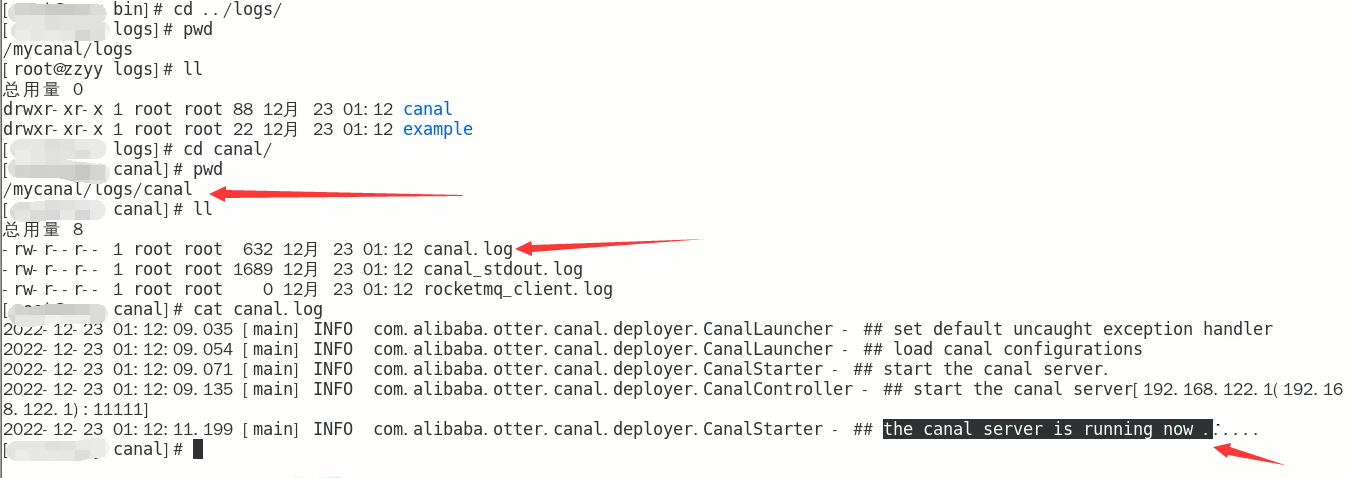 [ bin]# cd ../logs/
[ logs]# pwd
/mycanal/logs
[root@zzyy logs]# ll
总用量 0
drwxr-xr-x 1 root root 88 12月 23 01:12 canal
drwxr-xr-x 1 root root 22 12月 23 01:12 example
[ logs]# cd canal/
[ canal]# pwd
/mycanal/logs/canal
[ canal]# ll
总用量 8
-rw-r--r-- 1 root root 632 12月 23 01:12 canal.log
-rw-r--r-- 1 root root 1689 12月 23 01:12 canal_stdout.log
-rw-r--r-- 1 root root 0 12月 23 01:12 rocketmq_client.log
[ canal]# cat canal.log
2022-12-23 01:12:09.035 [main] INFO com.alibaba.otter.canal.deployer.CanalLauncher - ## set default uncaught exception handler
2022-12-23 01:12:09.054 [main] INFO com.alibaba.otter.canal.deployer.CanalLauncher - ## load canal configurations
2022-12-23 01:12:09.071 [main] INFO com.alibaba.otter.canal.deployer.CanalStarter - ## start the canal server.
2022-12-23 01:12:09.135 [main] INFO com.alibaba.otter.canal.deployer.CanalController - ## start the canal server[192.168.122.1(192.16
8.122.1):11111]
2022-12-23 01:12:11.199 [main] INFO com.alibaba.otter.canal.deployer.CanalStarter - ## the canal server is running now ......
[ canal]#